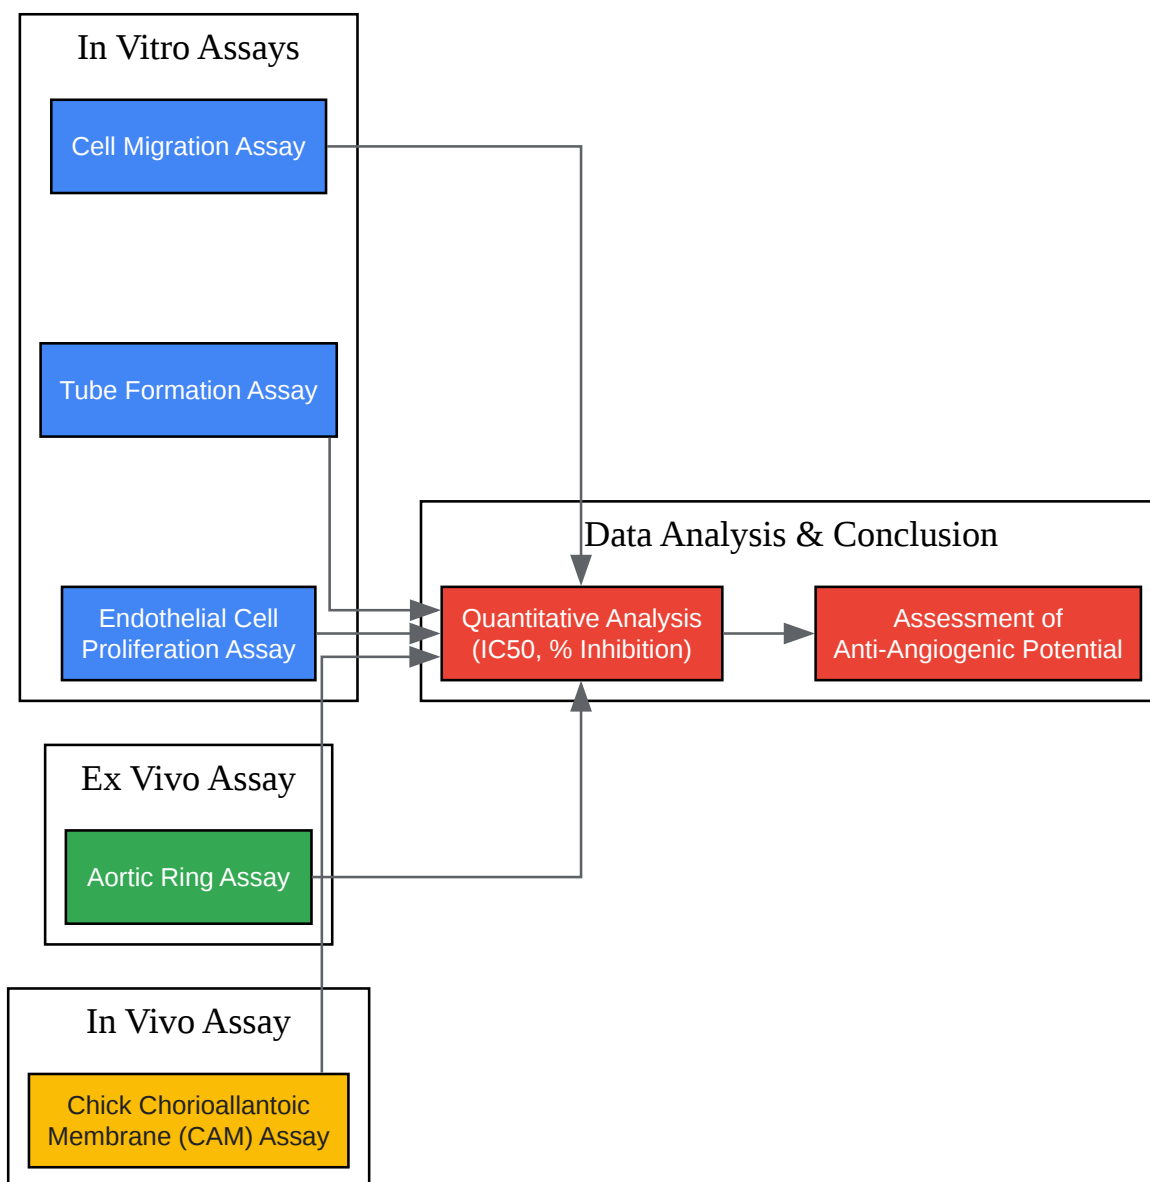 In Vitro Assays
Cell Migration Assay
Tube Formation Assay
Endothelial Cell
Proliferation Assay
Data Analysis & Conclusion
Quantitative Analysis
(IC50, % Inhibition)
Assessment of
Anti-Angiogenic Potential
Ex Vivo Assay
Aortic Ring Assay
In Vivo Assay
Chick Chorioallantoic
Membrane (CAM) Assay